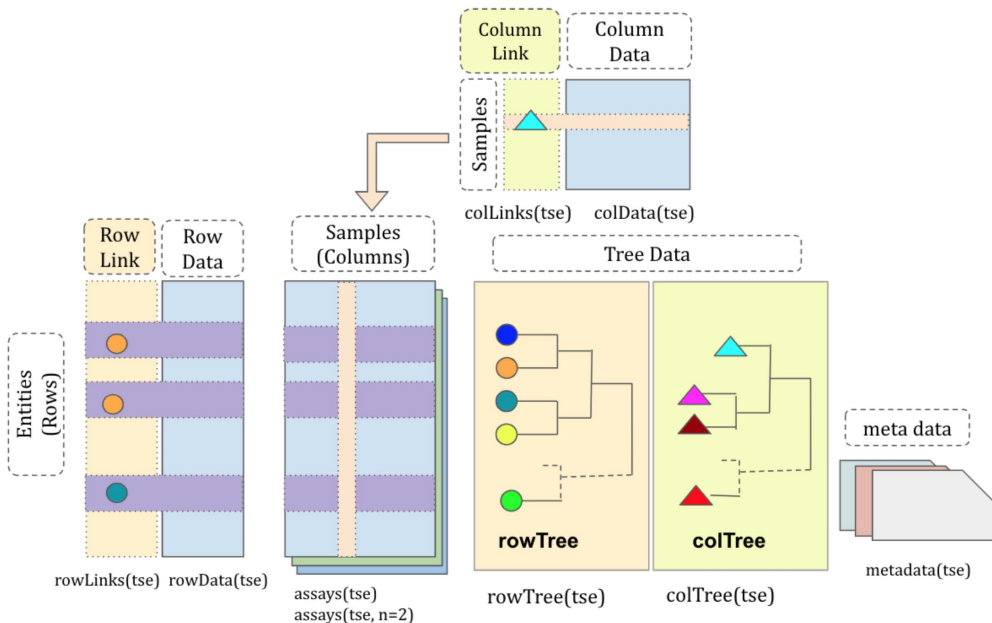 Column
Link
Column
Data
Samples
colLinks(tse)
colData(tse)
Row
Link
Row
Data
Samples
(Columns)
Tree Data
Entities
(Rows)
meta data
rowTree
colTree
rowLinks(tse)
rowData(tse)
assays(tse)
assays(tse, n=2)
rowTree(tse)
colTree(tse)
metadata(tse)